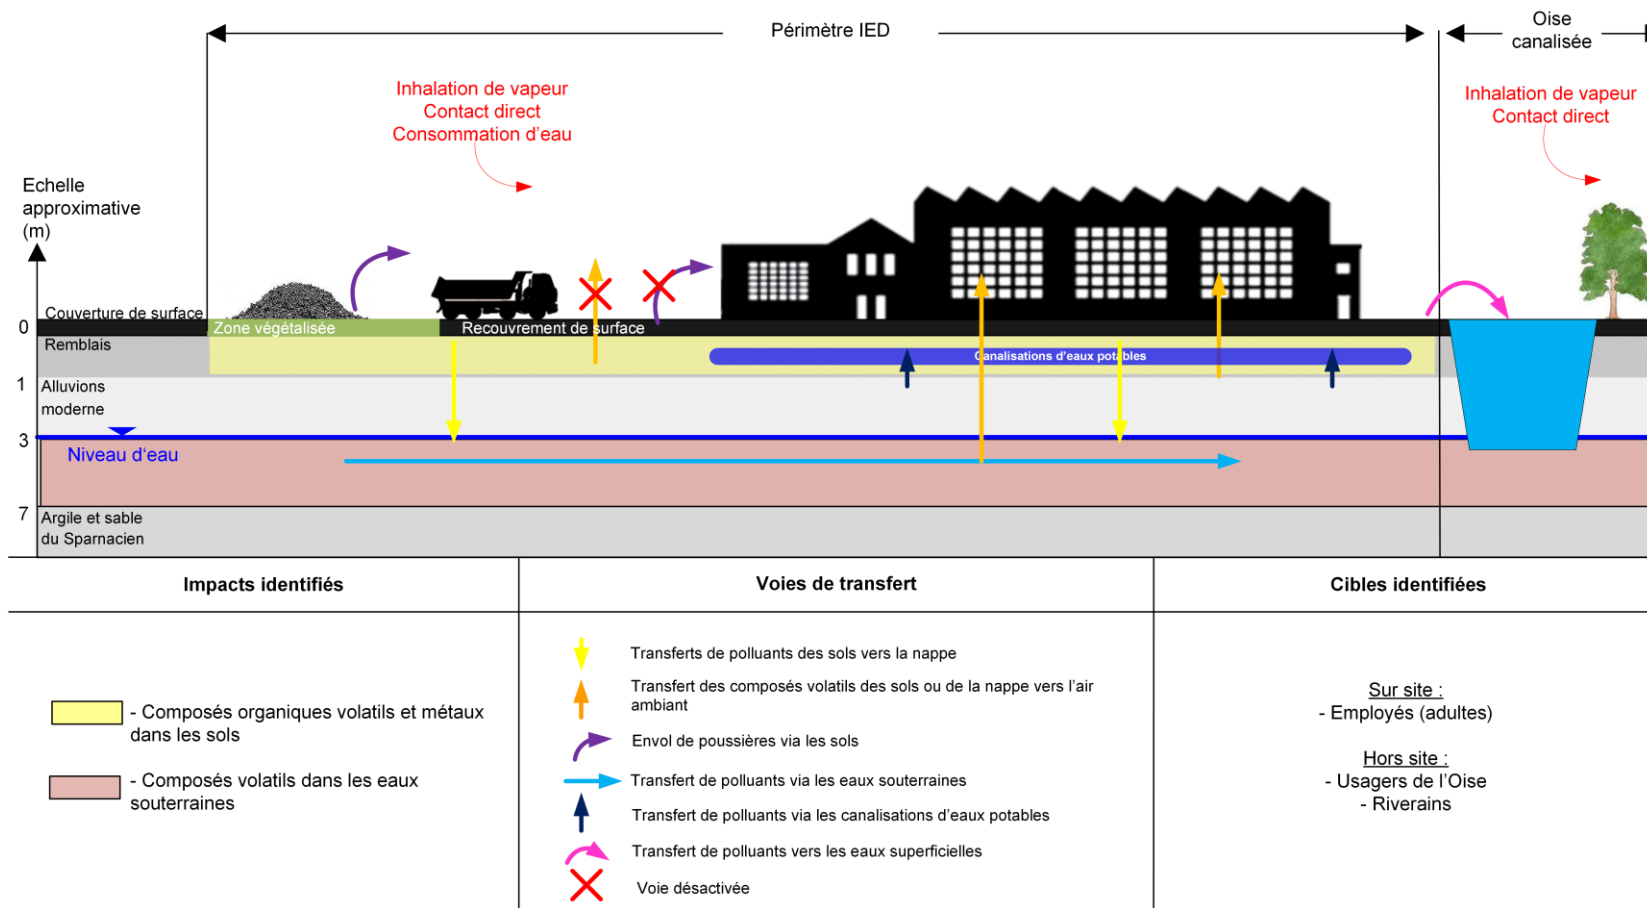 Périmètre IED
Oise
canalisée
Inhalation de vapeur
Contact direct
Consommation d'eau
Inhalation de vapeur
Contact direct
Echelle
approximative
(m)
Couverture de surface
0
Zone végétalisée
Recouvrement de surface
Remblais
Canalisations d'eaux potables
1
Alluvions
moderne
3
Niveau d'eau
7
Argile et sable
du Sparnacien
Impacts identifiés
- Composés organiques volatils et métaux
dans les sols
- Composés volatils dans les eaux
souterraines
Voies de transfert
Transferts de polluants des sols vers la nappe
Transfert des composés volatils des sols ou de la nappe vers l'air
ambiant
Envol de poussières via les sols
Transfert de polluants via les eaux souterraines
Transfert de polluants via les canalisations d'eaux potables
Transfert de polluants vers les eaux superficielles
Voie désactivée
Cibles identifiées
Sur site :
- Employés (adultes)
Hors site :
- Usagers de l'Oise
- Riverains